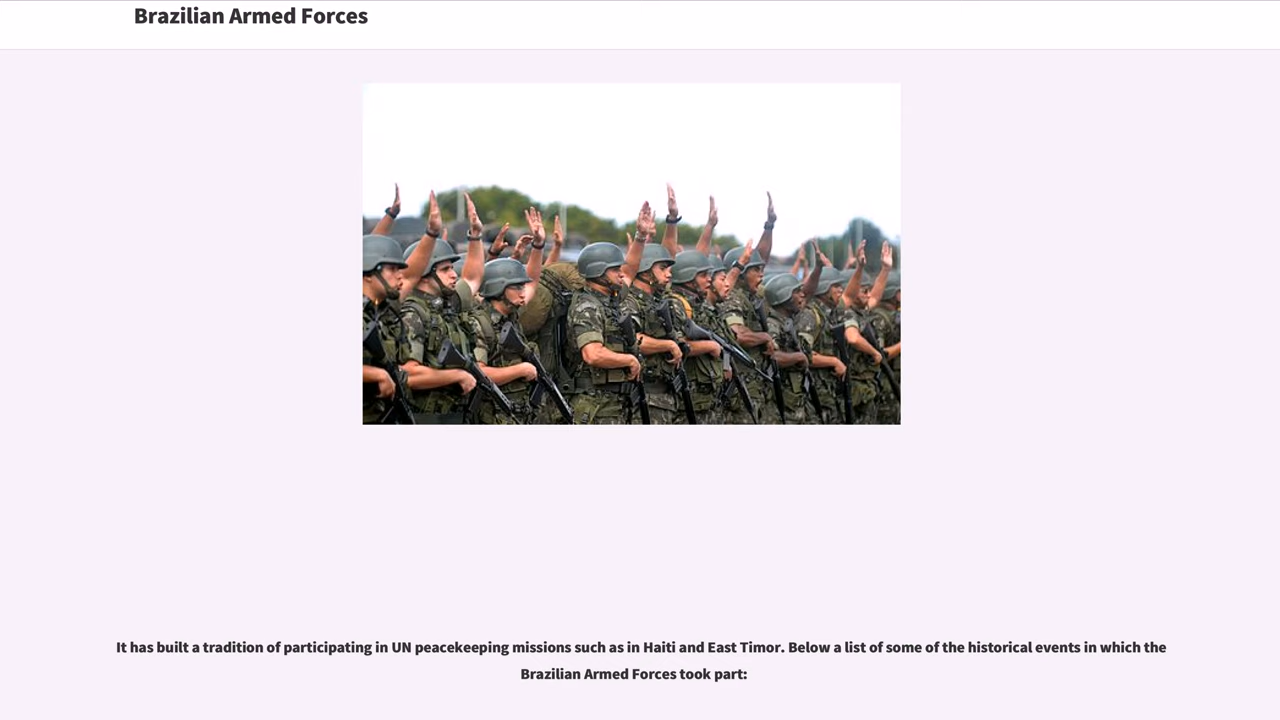 Brazilian Armed Forces
It has built a tradition of participating in UN peacekeeping missions such as in Haiti and East Timor. Below a list of some of the historical events in which the
Brazilian Armed Forces took part: